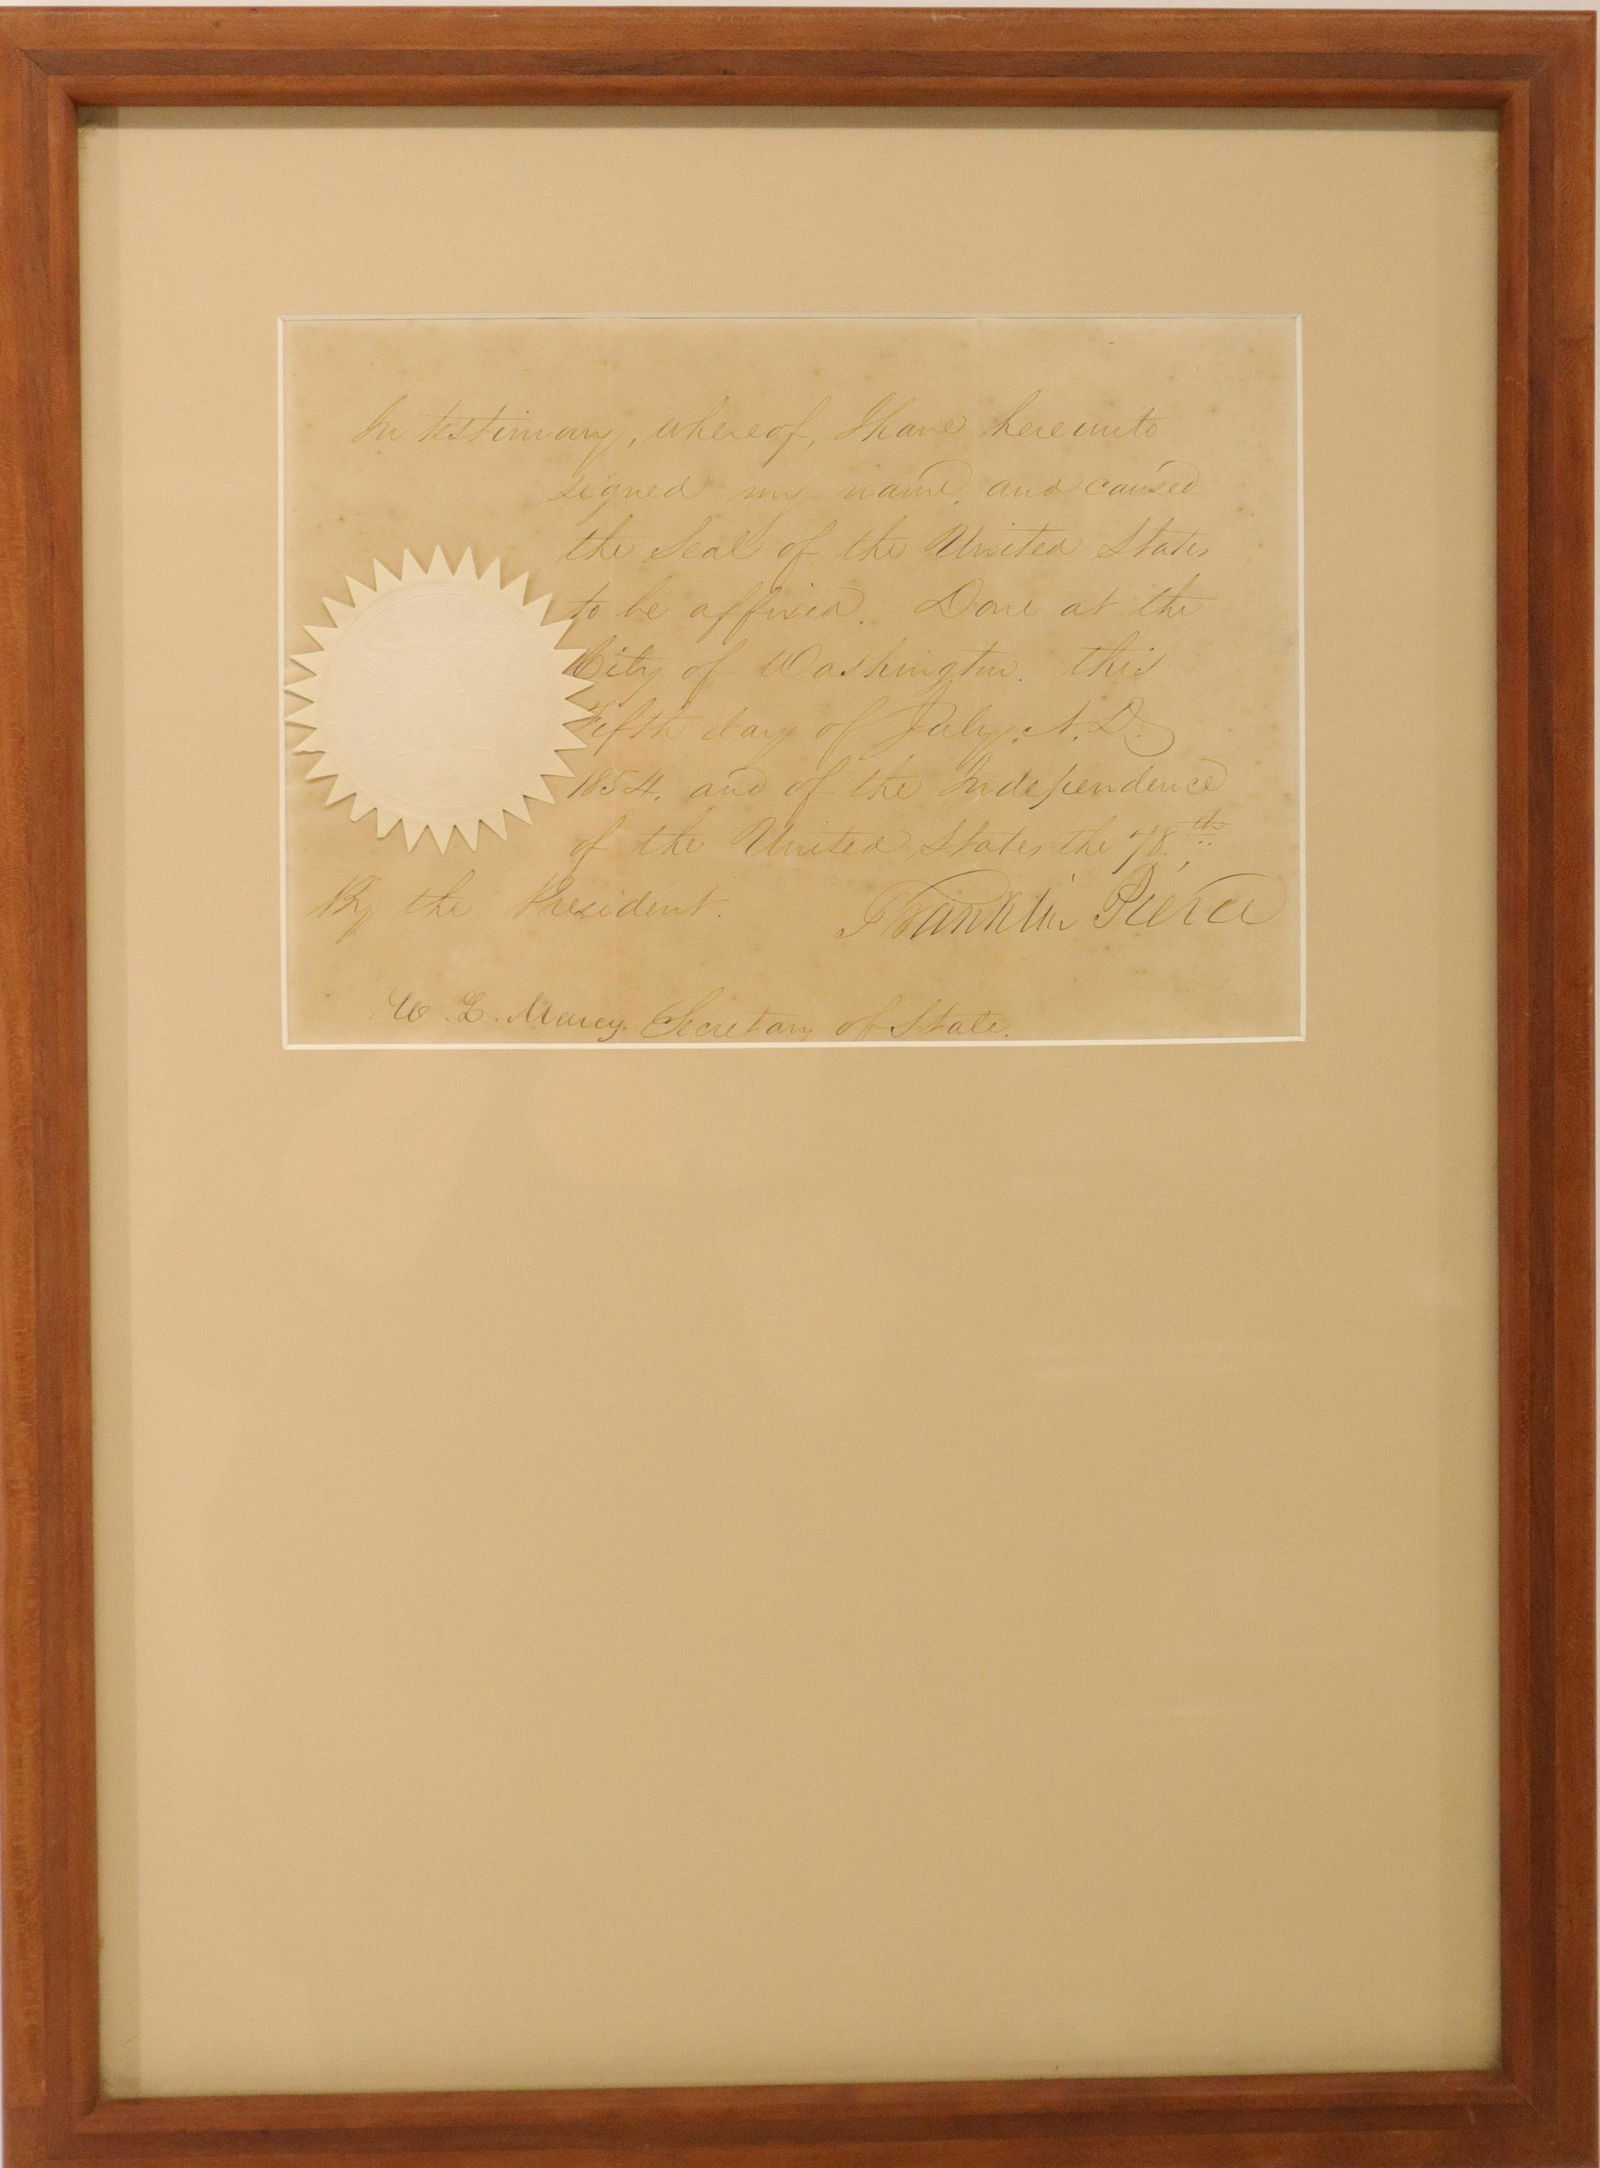 In testimony, whereof, I have hereunto
signed my name, and caused
the Seal of the United States
to be affixed. Done at the
City of Washington, this
Fifth day of July, A.D.
1854, and of the Independence
of the United States the 78.th
By the President. Franklin Pierce
W. L. Marcy. Secretary of State.